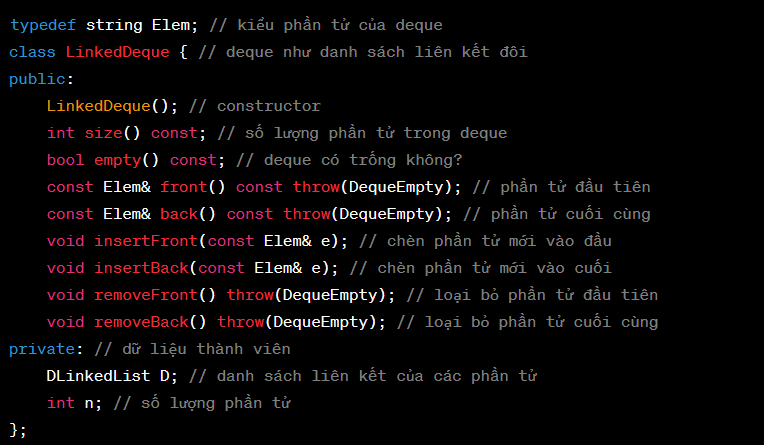 typedef string Elem; // kiểu phần tử của deque
class LinkedDeque { // deque như danh sách liên kết đôi
public:
    LinkedDeque(); // constructor
    int size() const; // số lượng phần tử trong deque
    bool empty() const; // deque có trống không?
    const Elem& front() const throw(DequeEmpty); // phần tử đầu tiên
    const Elem& back() const throw(DequeEmpty); // phần tử cuối cùng
    void insertFront(const Elem& e); // chèn phần tử mới vào đầu
    void insertBack(const Elem& e); // chèn phần tử mới vào cuối
    void removeFront() throw(DequeEmpty); // loại bỏ phần tử đầu tiên
    void removeBack() throw(DequeEmpty); // loại bỏ phần tử cuối cùng
private: // dữ liệu thành viên
    DLinkedList D; // danh sách liên kết của các phần tử
    int n; // số lượng phần tử
};